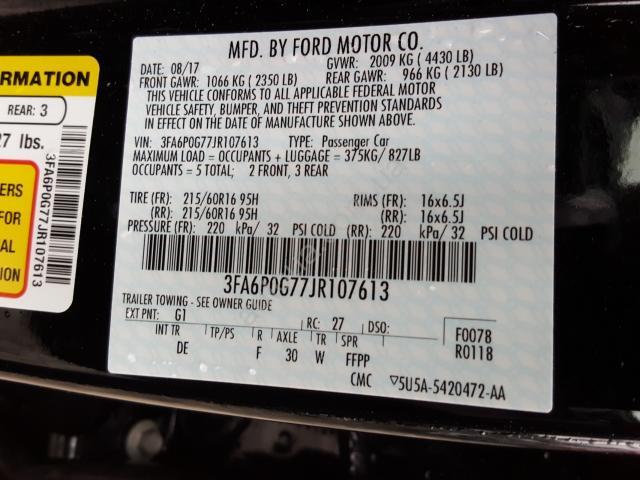 MFD. BY FORD MOTOR CO.
DATE: 08/17 GVWR: 2009 KG ( 4430 LB)
FRONT GAWR: 1066 KG ( 2350 LB) REAR GAWR: 966 KG ( 2130 LB)
THIS VEHICLE CONFORMS TO ALL APPLICABLE FEDERAL MOTOR
VEHICLE SAFETY, BUMPER, AND THEFT PREVENTION STANDARDS
IN EFFECT ON THE DATE OF MANUFACTURE SHOWN ABOVE.
VIN: 3FA6P0G77JR107613 TYPE: Passenger Car
MAXIMUM LOAD = OCCUPANTS + LUGGAGE = 375KG/ 827LB
OCCUPANTS = 5 TOTAL; 2 FRONT, 3 REAR
TIRE (FR): 215/60R16 95H RIMS (FR): 16x6.5J
(RR): 215/60R16 95H (RR): 16x6.5J
PRESSURE (FR): 220 kPa/ 32 PSI COLD (RR): 220 kPa/ 32 PSI COLD
3FA6P0G77JR107613
TRAILER TOWING - SEE OWNER GUIDE
EXT PNT: G1 RC: 27 DSO:
INT TR TP/PS R AXLE TR SPR
DE F 30 W FFPP
F0078
R0118
CMC ▽5U5A-5420472-AA
ORMATION
REAR: 3
27 lbs.
ERS
FOR
AL
ION
3FA6P0G77JR107613